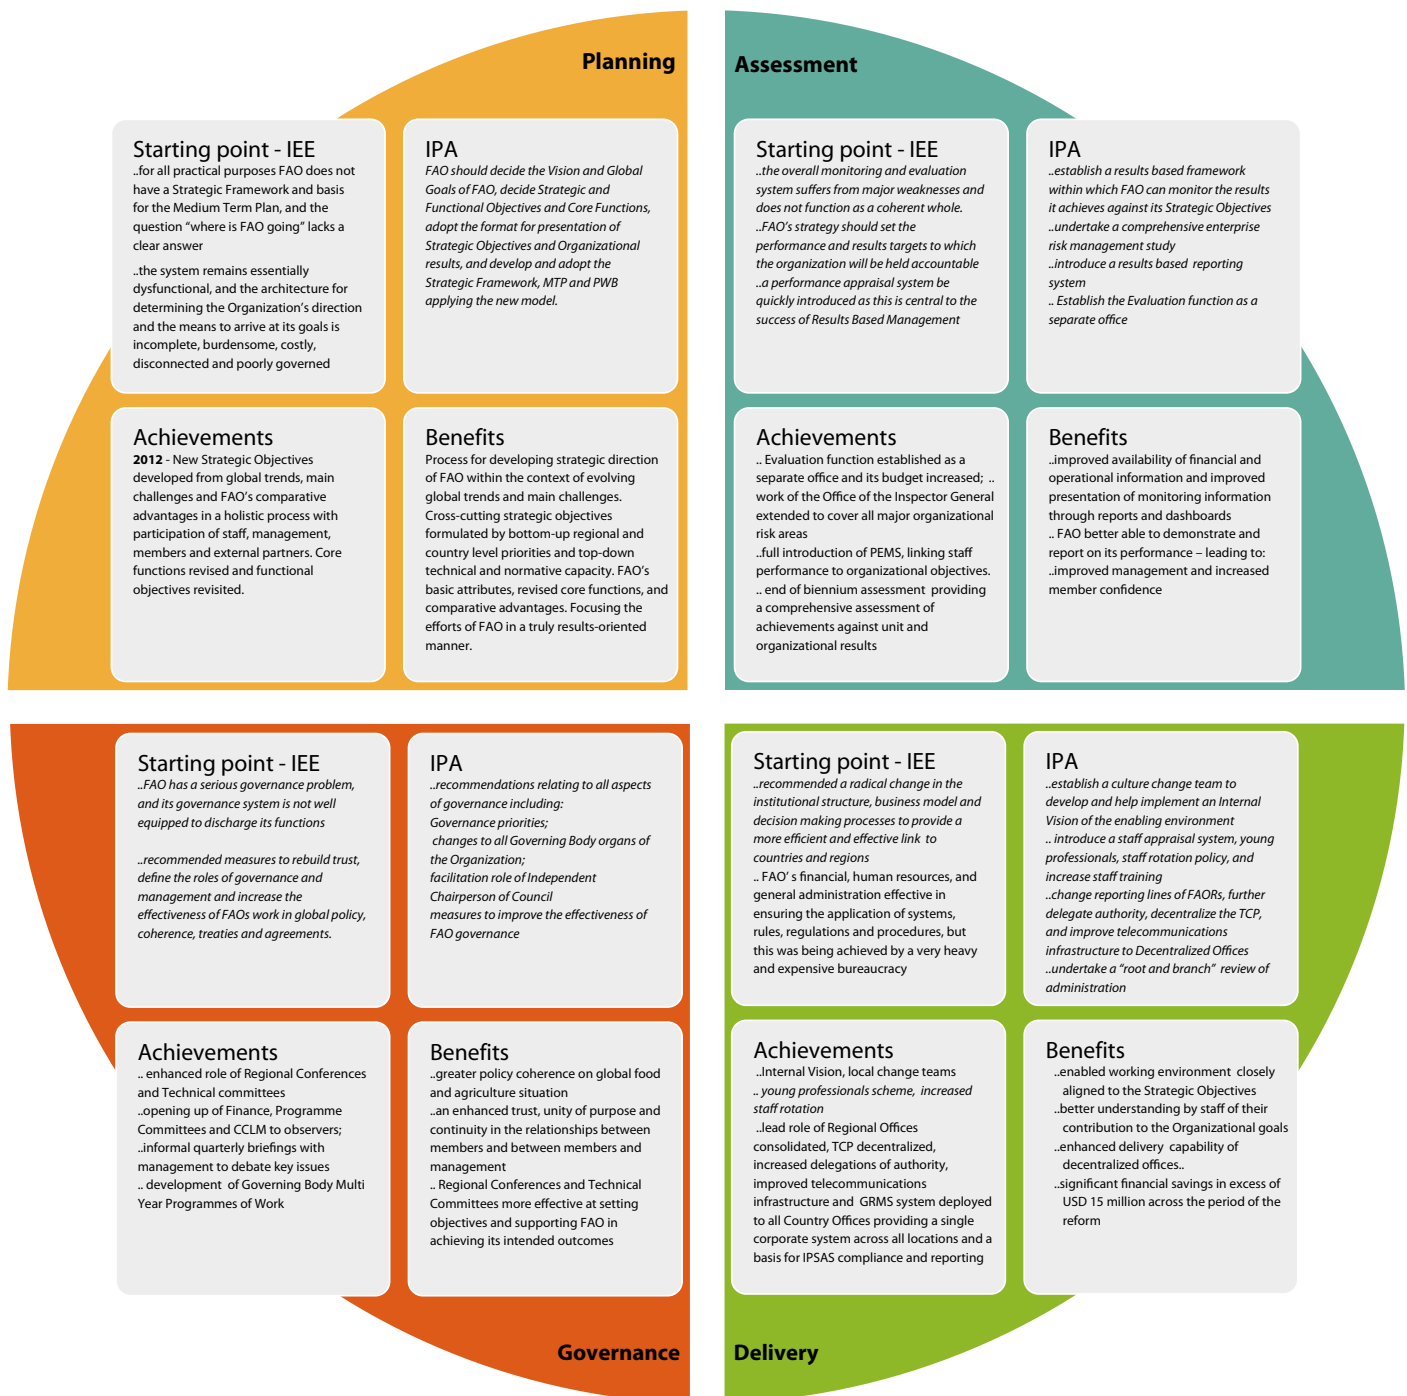 Planning
Starting point - IEE
..for all practical purposes FAO does not
have a Strategic Framework and basis
for the Medium Term Plan, and the
question “where is FAO going” lacks a
clear answer
..the system remains essentially
dysfunctional, and the architecture for
determining the Organization’s direction
and the means to arrive at its goals is
incomplete, burdensome, costly,
disconnected and poorly governed
IPA
FAO should decide the Vision and Global
Goals of FAO, decide Strategic and
Functional Objectives and Core Functions,
adopt the format for presentation of
Strategic Objectives and Organizational
results, and develop and adopt the
Strategic Framework, MTP and PWB
applying the new model.
Achievements
2012 - New Strategic Objectives
developed from global trends, main
challenges and FAO’s comparative
advantages in a holistic process with
participation of staff, management,
members and external partners. Core
functions revised and functional
objectives revisited.
Benefits
Process for developing strategic direction
of FAO within the context of evolving
global trends and main challenges.
Cross-cutting strategic objectives
formulated by bottom-up regional and
country level priorities and top-down
technical and normative capacity. FAO’s
basic attributes, revised core functions, and
comparative advantages. Focusing the
efforts of FAO in a truly results-oriented
manner.
Assessment
Starting point - IEE
..the overall monitoring and evaluation
system suffers from major weaknesses and
does not function as a coherent whole.
..FAO’s strategy should set the
performance and results targets to which
the organization will be held accountable
..a performance appraisal system be
quickly introduced as this is central to the
success of Results Based Management
IPA
..establish a results based framework
within which FAO can monitor the results
it achieves against its Strategic Objectives
..undertake a comprehensive enterprise
risk management study
..introduce a results based reporting
system
.. Establish the Evaluation function as a
separate office
Achievements
.. Evaluation function established as a
separate office and its budget increased; ..
work of the Office of the Inspector General
extended to cover all major organizational
risk areas
..full introduction of PEMS, linking staff
performance to organizational objectives.
.. end of biennium assessment providing
a comprehensive assessment of
achievements against unit and
organizational results
Benefits
..improved availability of financial and
operational information and improved
presentation of monitoring information
through reports and dashboards
.. FAO better able to demonstrate and
report on its performance – leading to:
..improved management and increased
member confidence
Starting point - IEE
..FAO has a serious governance problem,
and its governance system is not well
equipped to discharge its functions
..recommended measures to rebuild trust,
define the roles of governance and
management and increase the
effectiveness of FAOs work in global policy,
coherence, treaties and agreements.
IPA
..recommendations relating to all aspects
of governance including:
Governance priorities;
changes to all Governing Body organs of
the Organization;
facilitation role of Independent
Chairperson of Council
measures to improve the effectiveness of
FAO governance
Achievements
.. enhanced role of Regional Conferences
and Technical committees
..opening up of Finance, Programme
Committees and CCLM to observers;
..informal quarterly briefings with
management to debate key issues
.. development of Governing Body Multi
Year Programmes of Work
Benefits
..greater policy coherence on global food
and agriculture situation
..an enhanced trust, unity of purpose and
continuity in the relationships between
members and between members and
management
.. Regional Conferences and Technical
Committees more effective at setting
objectives and supporting FAO in
achieving its intended outcomes
Governance
Starting point - IEE
..recommended a radical change in the
institutional structure, business model and
decision making processes to provide a
more efficient and effective link to
countries and regions
.. FAO’ s financial, human resources, and
general administration effective in
ensuring the application of systems,
rules, regulations and procedures, but
this was being achieved by a very heavy
and expensive bureaucracy
IPA
..establish a culture change team to
develop and help implement an Internal
Vision of the enabling environment
.. introduce a staff appraisal system, young
professionals, staff rotation policy, and
increase staff training
..change reporting lines of FAORs, further
delegate authority, decentralize the TCP,
and improve telecommunications
infrastructure to Decentralized Offices
..undertake a “root and branch” review of
administration
Achievements
..Internal Vision, local change teams
.. young professionals scheme, increased
staff rotation
..lead role of Regional Offices
consolidated, TCP decentralized,
increased delegations of authority,
improved telecommunications
infrastructure and GRMS system deployed
to all Country Offices providing a single
corporate system across all locations and a
basis for IPSAS compliance and reporting
Benefits
..enabled working environment closely
aligned to the Strategic Objectives
..better understanding by staff of their
contribution to the Organizational goals
..enhanced delivery capability of
decentralized offices..
..significant financial savings in excess of
USD 15 million across the period of the
reform
Delivery